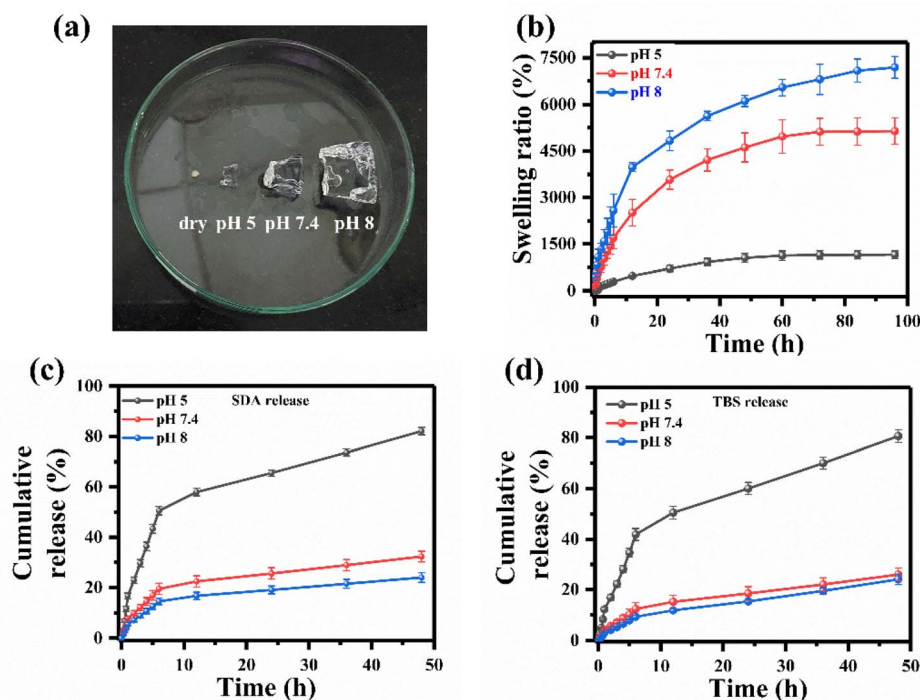 (a)
dry pH 5 pH 7.4 pH 8
(b)
Swelling ratio (%)
7500
6000
4500
3000
1500
0
pH 5
pH 7.4
pH 8
0 20 40 60 80 100
Time (h)
(c)
Cumulative
release (%)
100
80
60
40
20
0
SDA release
pH 5
pH 7.4
pH 8
0 10 20 30 40 50
Time (h)
(d)
Cumulative
release (%)
100
80
60
40
20
0
TBS release
pH 5
pH 7.4
pH 8
0 10 20 30 40 50
Time (h)